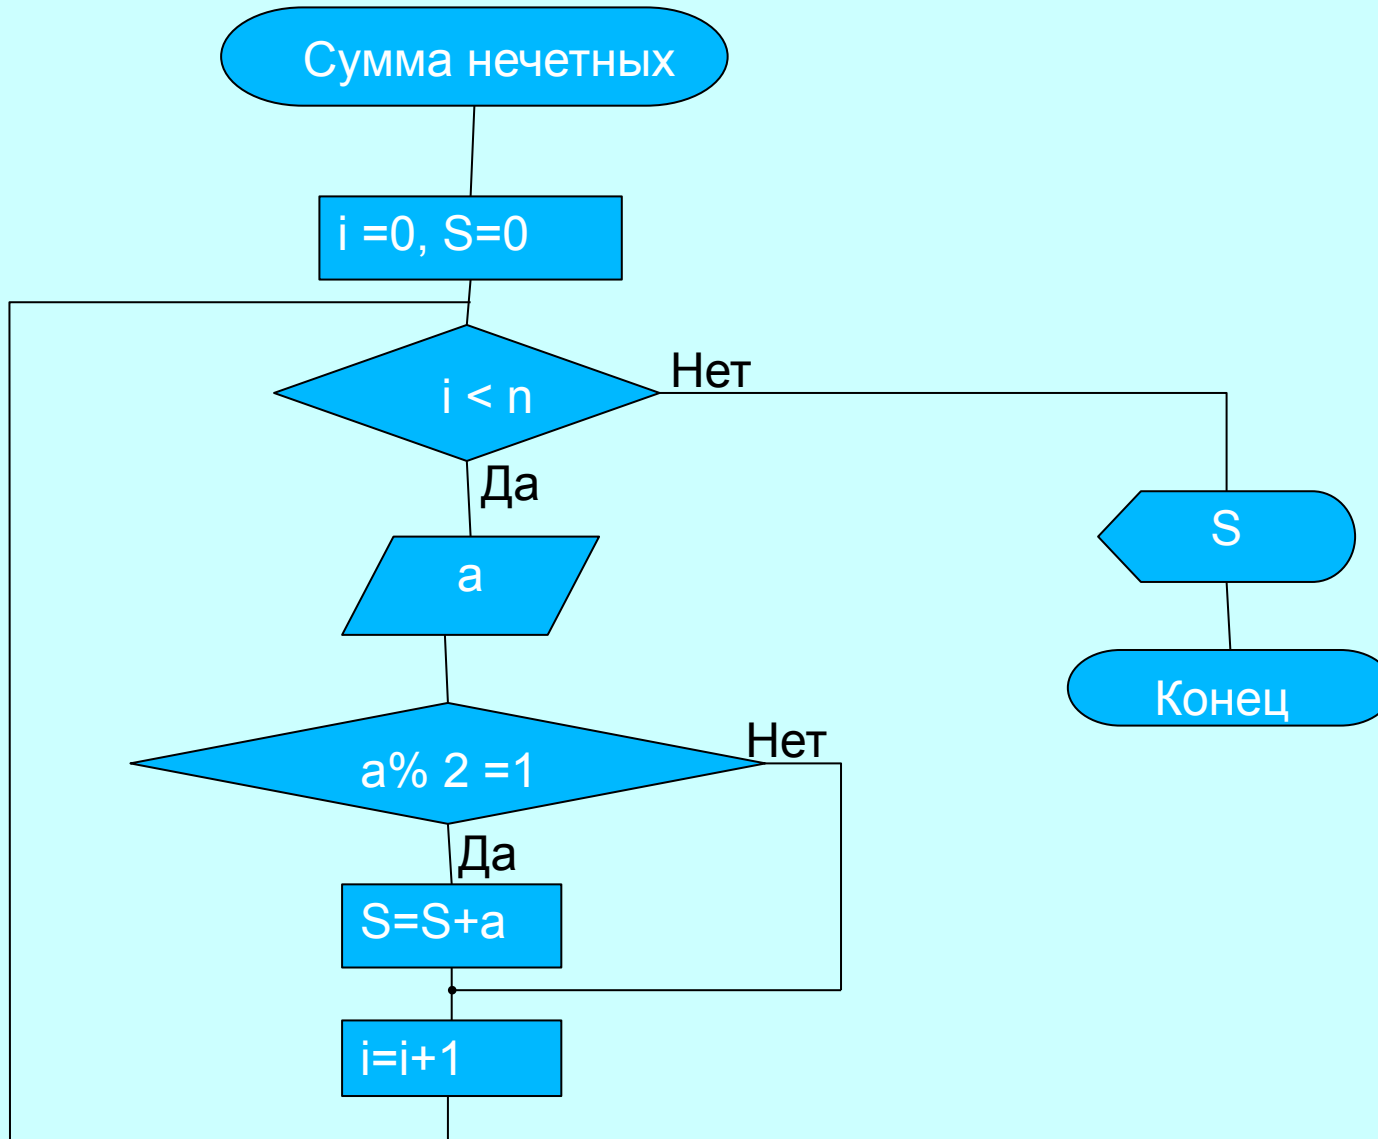 Сумма нечетных
i =0, S=0
i < n
Нет
Да
a
S
Конец
a% 2 =1
Нет
Да
S=S+a
i=i+1